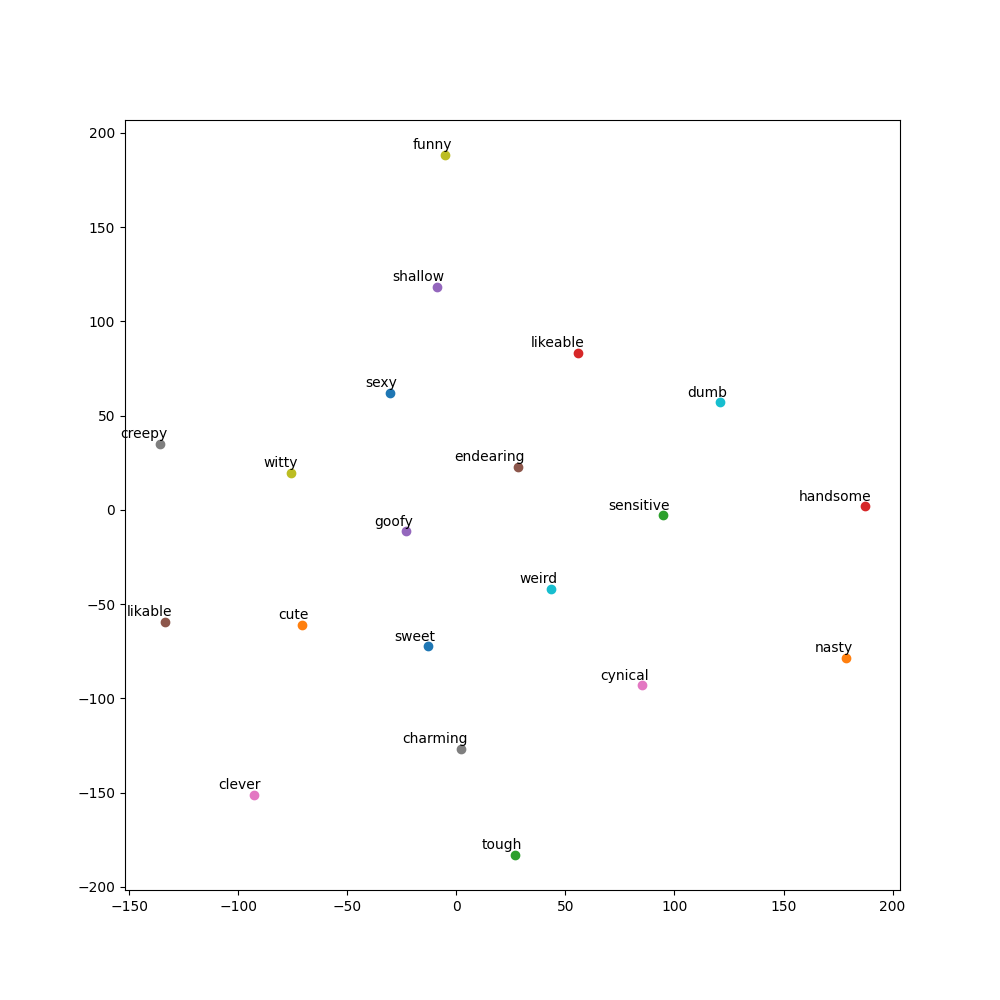 200
funny
150
shallow
100
likeable
sexy
dumb
50
creepy
witty
endearing
handsome
sensitive
0
goofy
weird
−50
likable
cute
sweet
nasty
cynical
−100
charming
clever
−150
tough
−200
−150 −100 −50 0 50 100 150 200